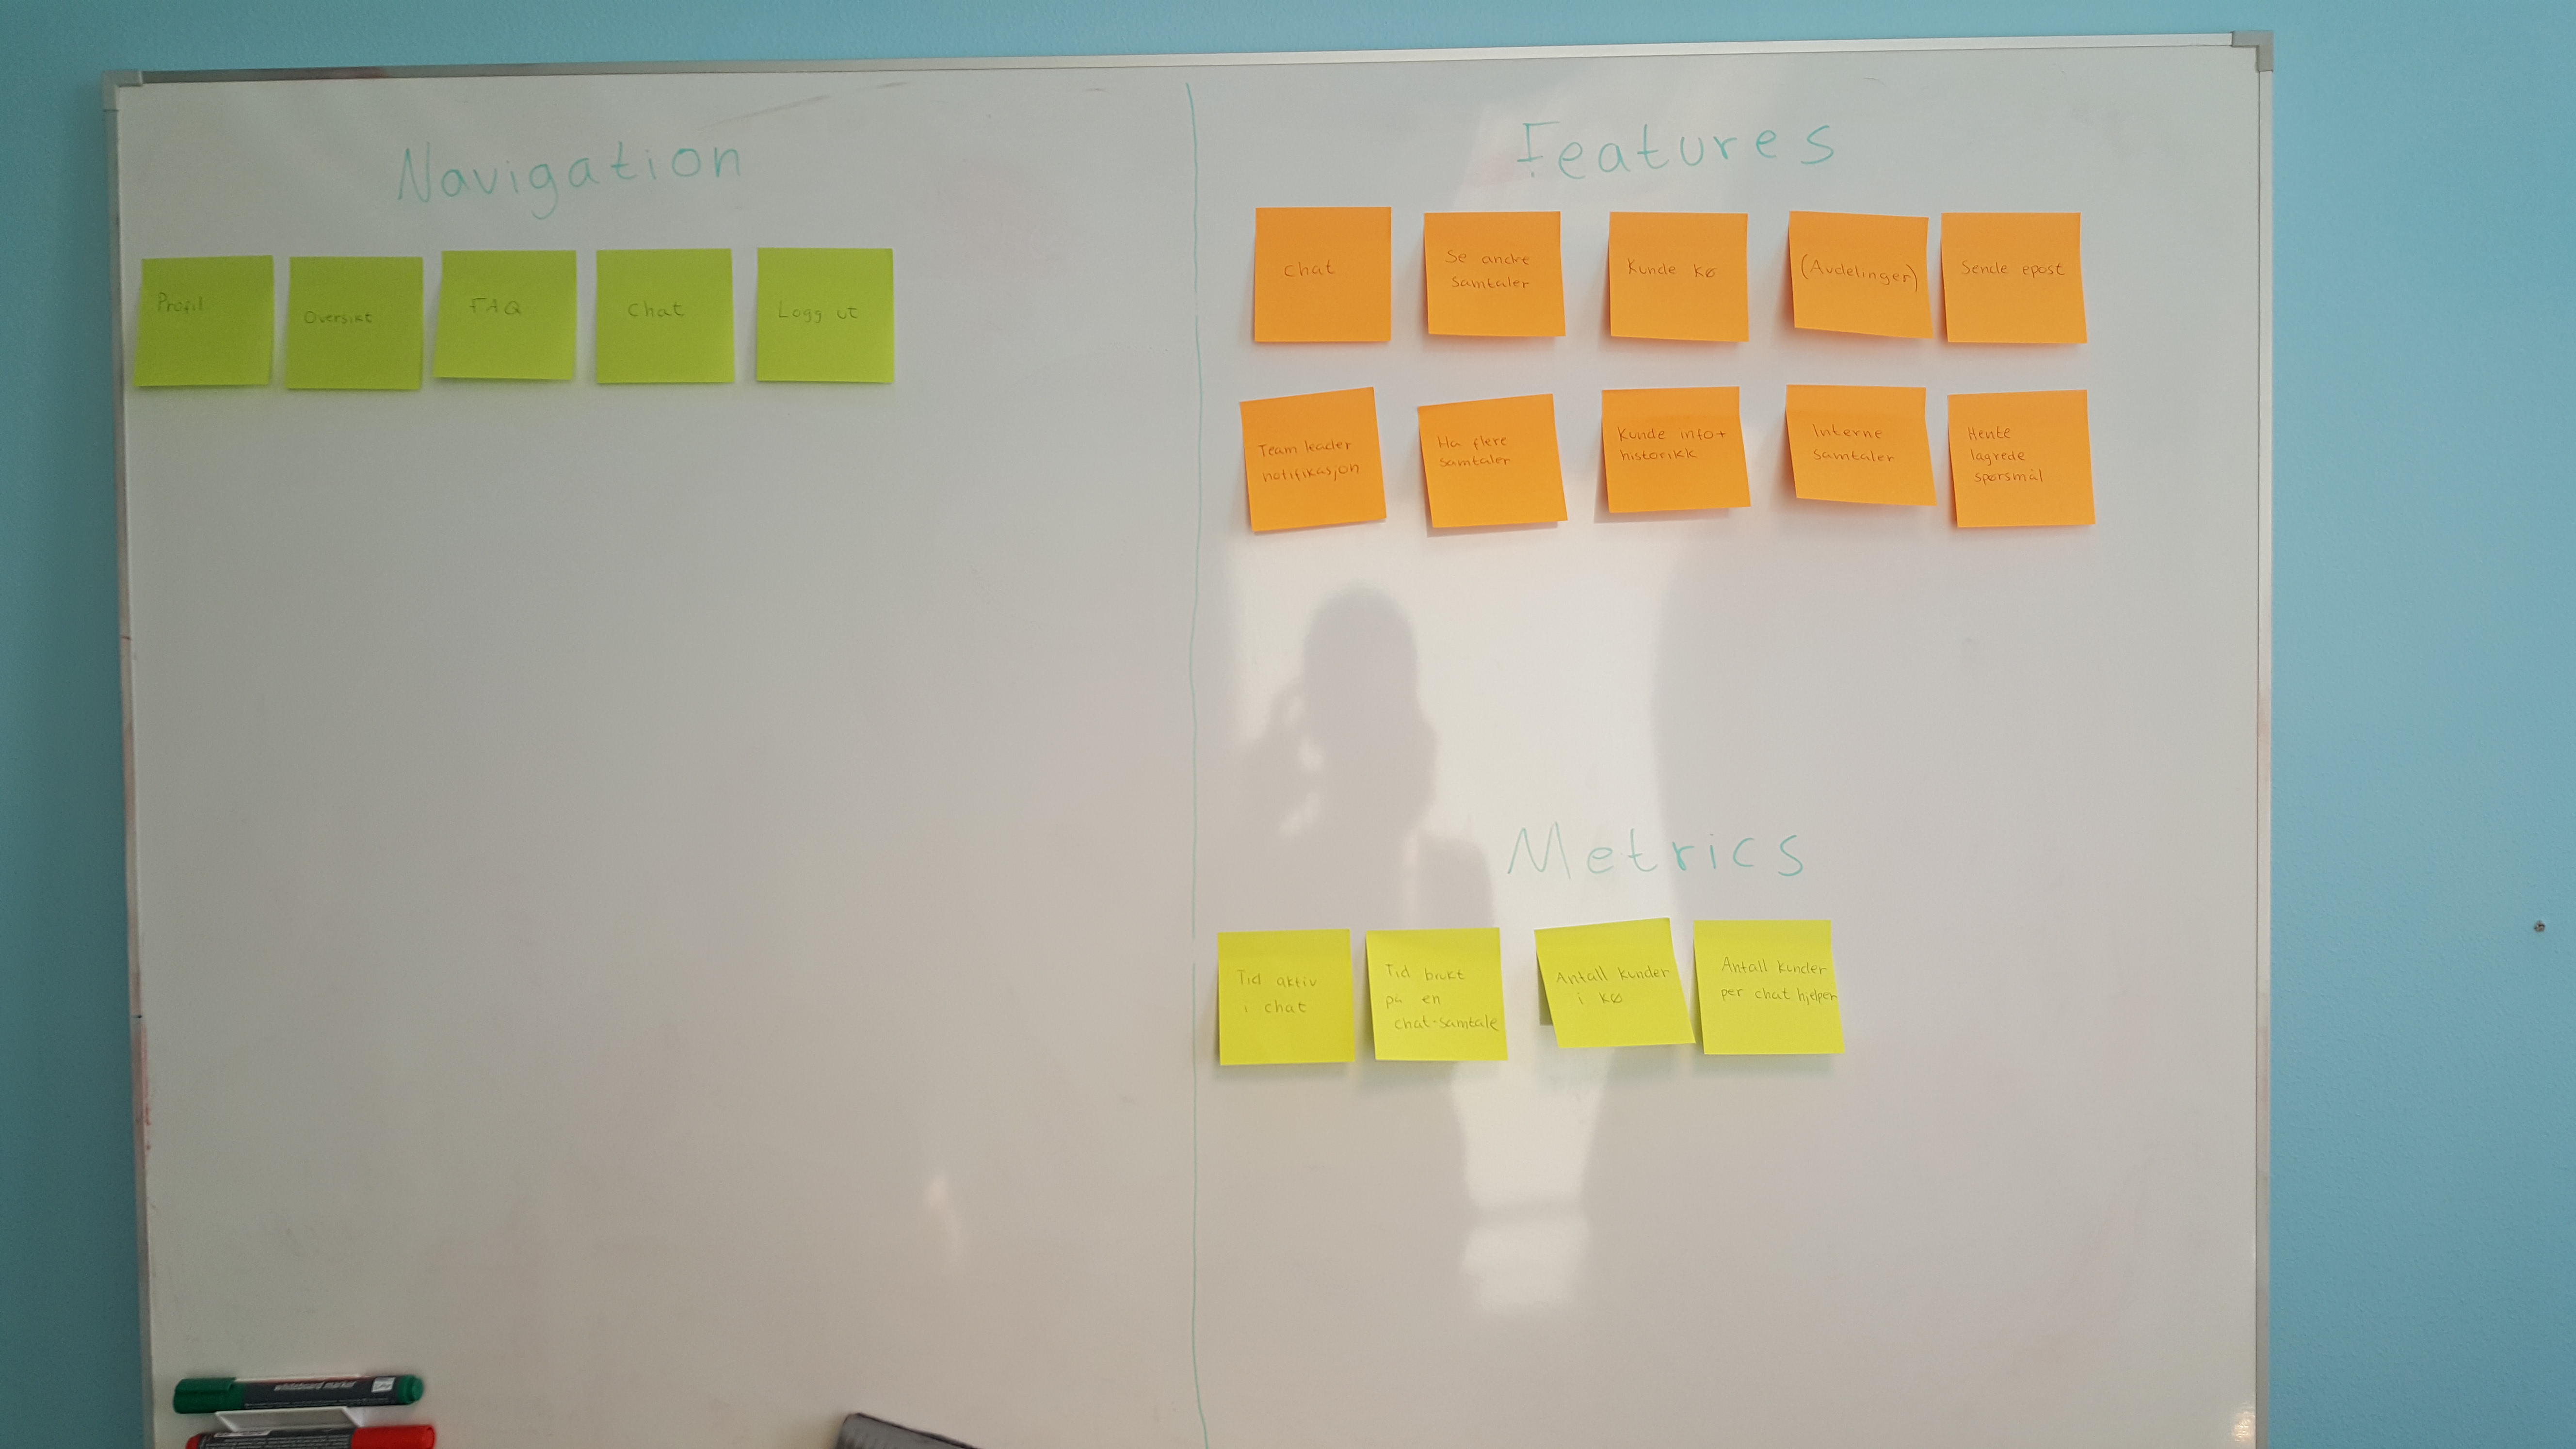 Navigation
Profil
Oversikt
FAQ
Chat
Logg ut
Features
Chat
Se andre
samtaler
Kunde kø
(Avdelinger)
Sende epost
Team leader
notifikasjon
Ha flere
samtaler
Kunde info+
historikk
Interne
samtaler
Hente
lagrede
spørsmål
Metrics
Tid aktiv
i chat
Tid brukt
på en
chat-samtale
Antall kunder
i kø
Antall kunder
per chat hjelper
whiteboard marker